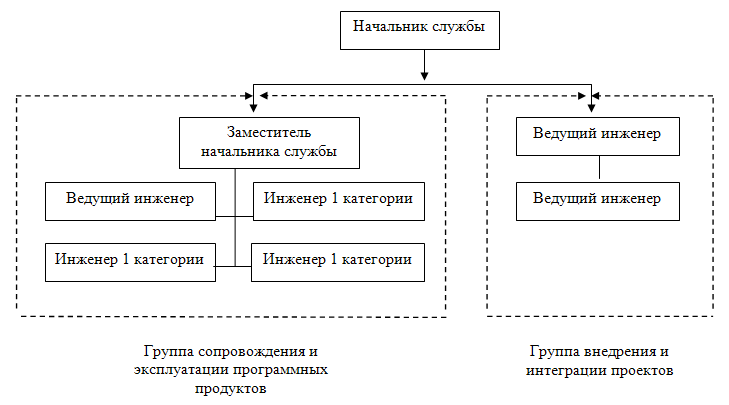 Начальник службы
Заместитель
начальника службы
Ведущий инженер
Инженер 1 категории
Инженер 1 категории
Инженер 1 категории
Ведущий инженер
Ведущий инженер
Группа сопровождения и
эксплуатации программных
продуктов
Группа внедрения и
интеграции проектов